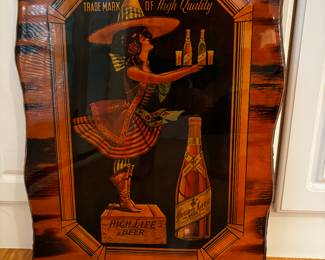 TRADE MARK OF High Quality
HIGH LIFE
BEER